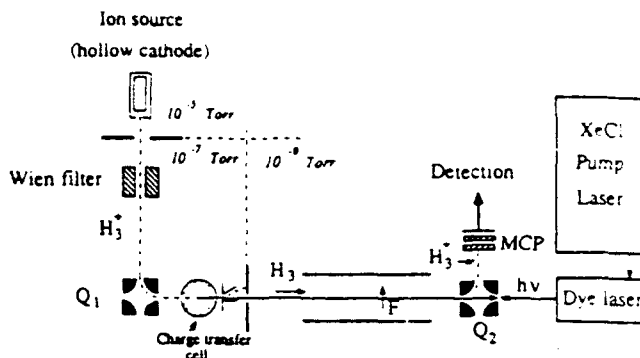 Ion source
(hollow cathode)
10⁻⁵ Torr
10⁻⁷ Torr
10⁻⁸ Torr
Wien filter
H₃⁺
Q₁
Charge transfer
cell
H₃
F
Detection
MCP
H₃⁺
Q₂
hν
XeCl
Pump
Laser
Dye laser